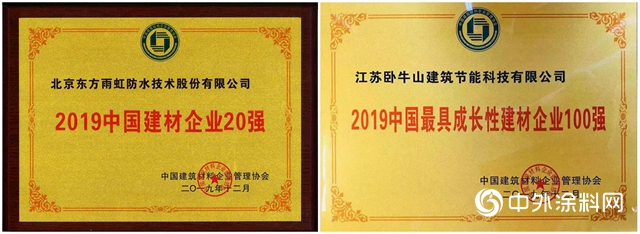 北京东方雨虹防水技术股份有限公司
2019中国建材企业20强
中国建筑材料企业管理协会
二〇一九年十二月
江苏卧牛山建筑节能科技有限公司
2019中国最具成长性建材企业100强
中国建筑材料企业管理协会
中外涂料网